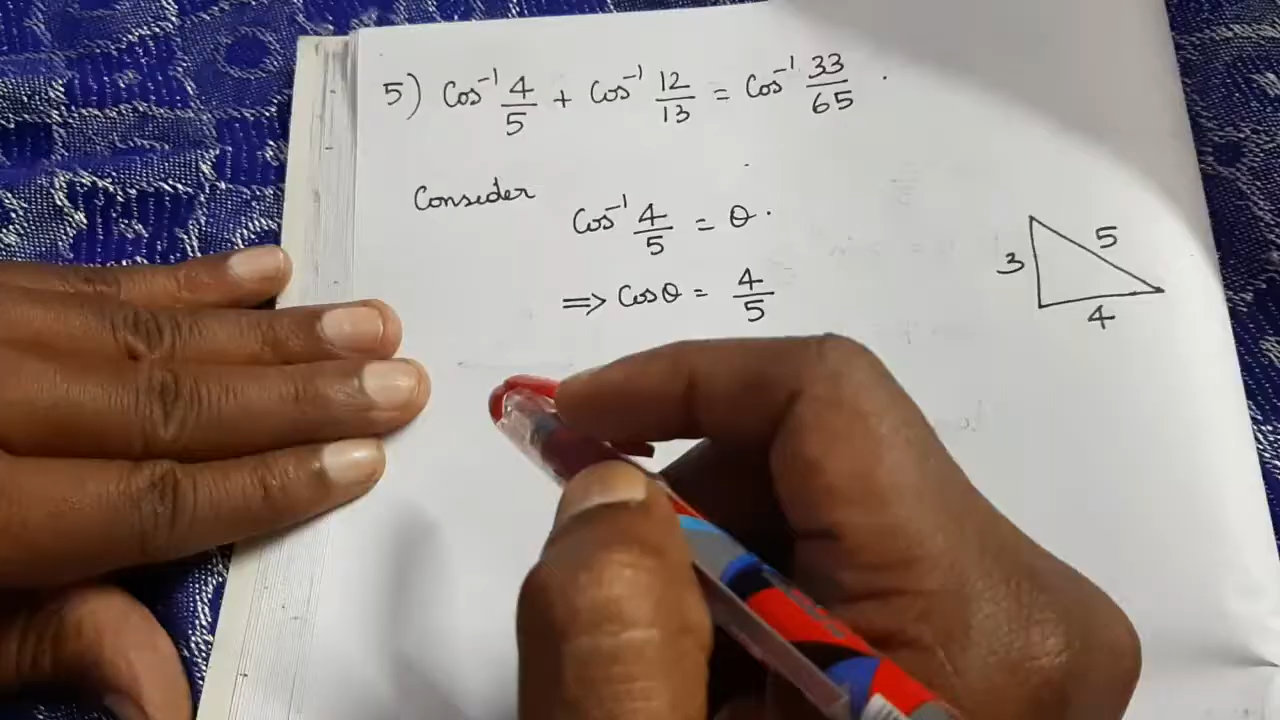 5) Cos⁻¹ 4/5 + Cos⁻¹ 12/13 = Cos⁻¹ 33/65.
Consider
Cos⁻¹ 4/5 = θ.
⟹ Cosθ = 4/5
3 5
4